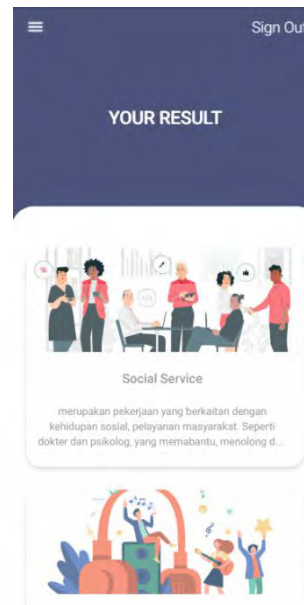 Sign Out
YOUR RESULT
Social Service
merupakan pekerjaan yang berkaitan dengan
kehidupan sosial, pelayanan masyarakat. Seperti
dokter dan psikolog, yang memabantu, menolong d...